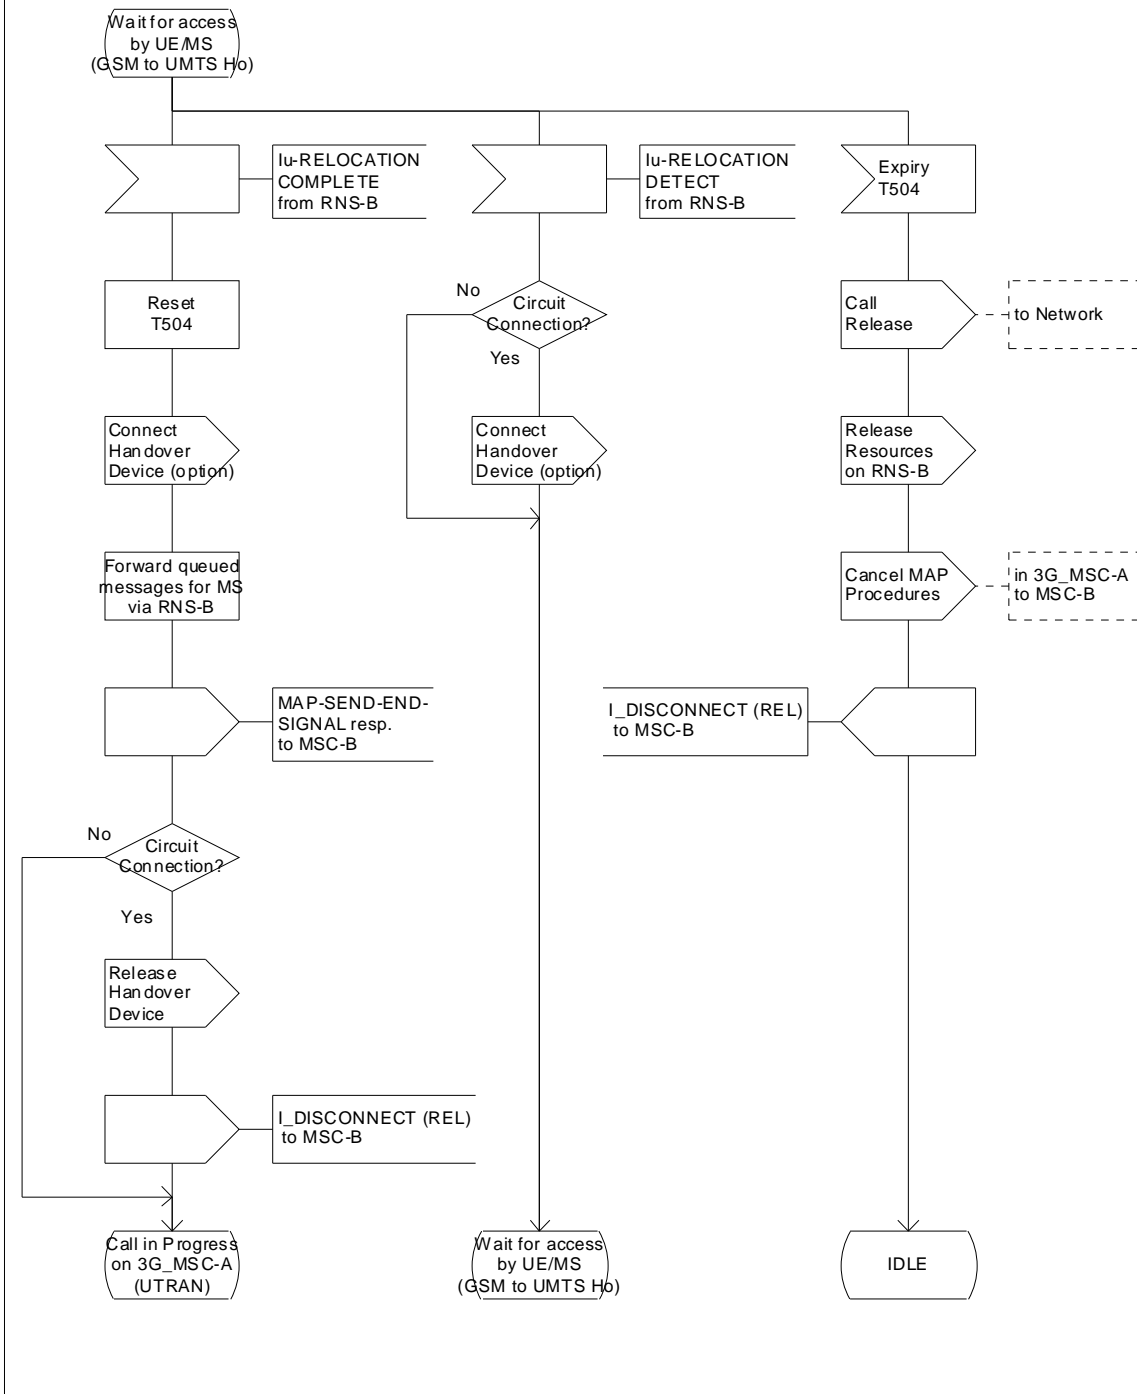 Wait for access
by UE/MS
(GSM to UMTS Ho)
Iu-RELOCATION
COMPLETE
from RNS-B
Iu-RELOCATION
DETECT
from RNS-B
Expiry
T504
Reset
T504
No
Circuit
Connection?
Yes
Call
Release
to Network
Connect
Handover
Device (option)
Connect
Handover
Device (option)
Release
Resources
on RNS-B
Forward queued
messages for MS
via RNS-B
Cancel MAP
Procedures
in 3G_MSC-A
to MSC-B
MAP-SEND-END-
SIGNAL resp.
to MSC-B
I_DISCONNECT (REL)
to MSC-B
No
Circuit
Connection?
Yes
Release
Handover
Device
I_DISCONNECT (REL)
to MSC-B
Call in Progress
on 3G_MSC-A
(UTRAN)
Wait for access
by UE/MS
(GSM to UMTS Ho)
IDLE